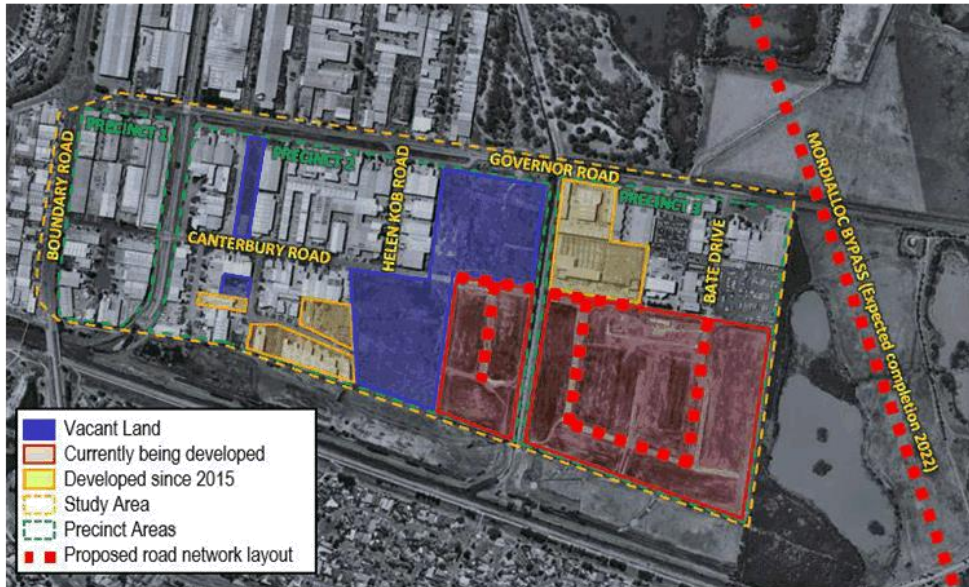 PRECINCT 1
PRECINCT 2
PRECINCT 3
BOUNDARY ROAD
CANTERBURY ROAD
HELEN KOB ROAD
GOVERNOR ROAD
BATE DRIVE
MORDIALLOC BYPASS (Expected completion 2022)
Vacant Land
Currently being developed
Developed since 2015
Study Area
Precinct Areas
Proposed road network layout